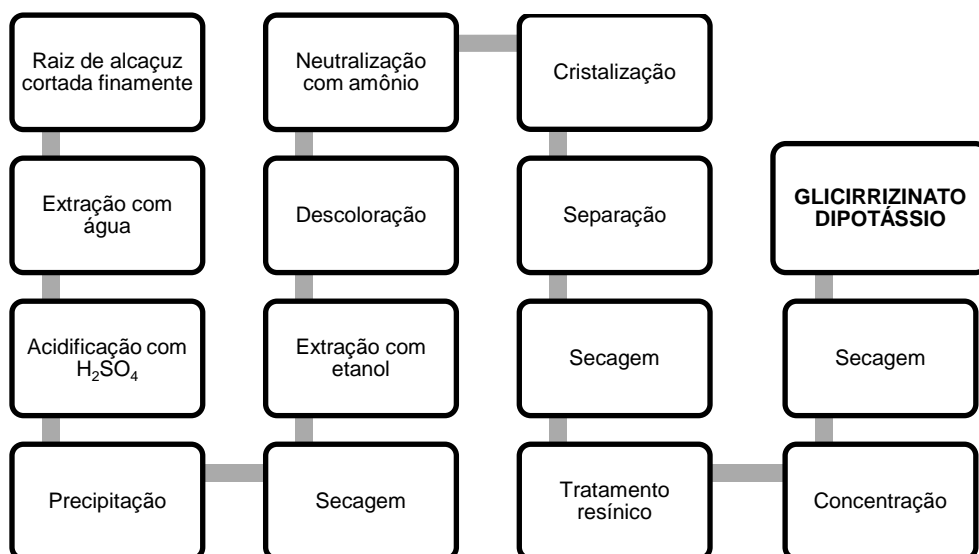 Raiz de alcaçuz
cortada finamente
Extração com
água
Acidificação com
H₂SO₄
Precipitação
Secagem
Extração com
etanol
Descoloração
Neutralização
com amônio
Cristalização
Separação
Secagem
Tratamento
resínico
Concentração
Secagem
GLICIRRIZINATO
DIPOTÁSSIO